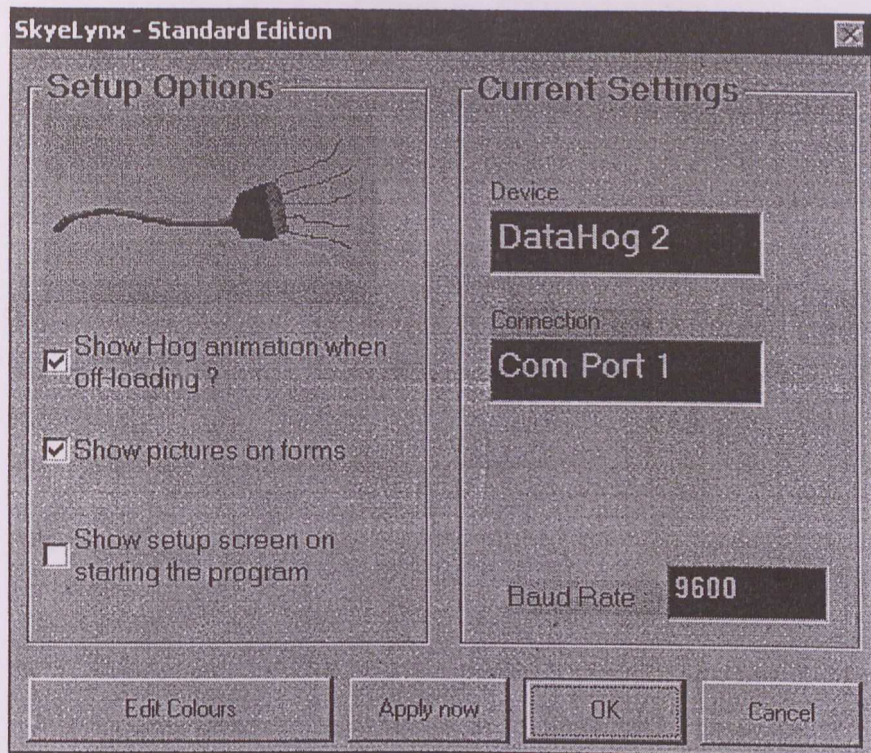 SkyeLynx - Standard Edition
Setup Options
Show Hog animation when
off-loading ?
Show pictures on forms
Show setup screen on
starting the program
Current Settings
Device
DataHog 2
Connection
Com Port 1
Baud Rate : 9600
Edit Colours
Apply now
OK
Cancel